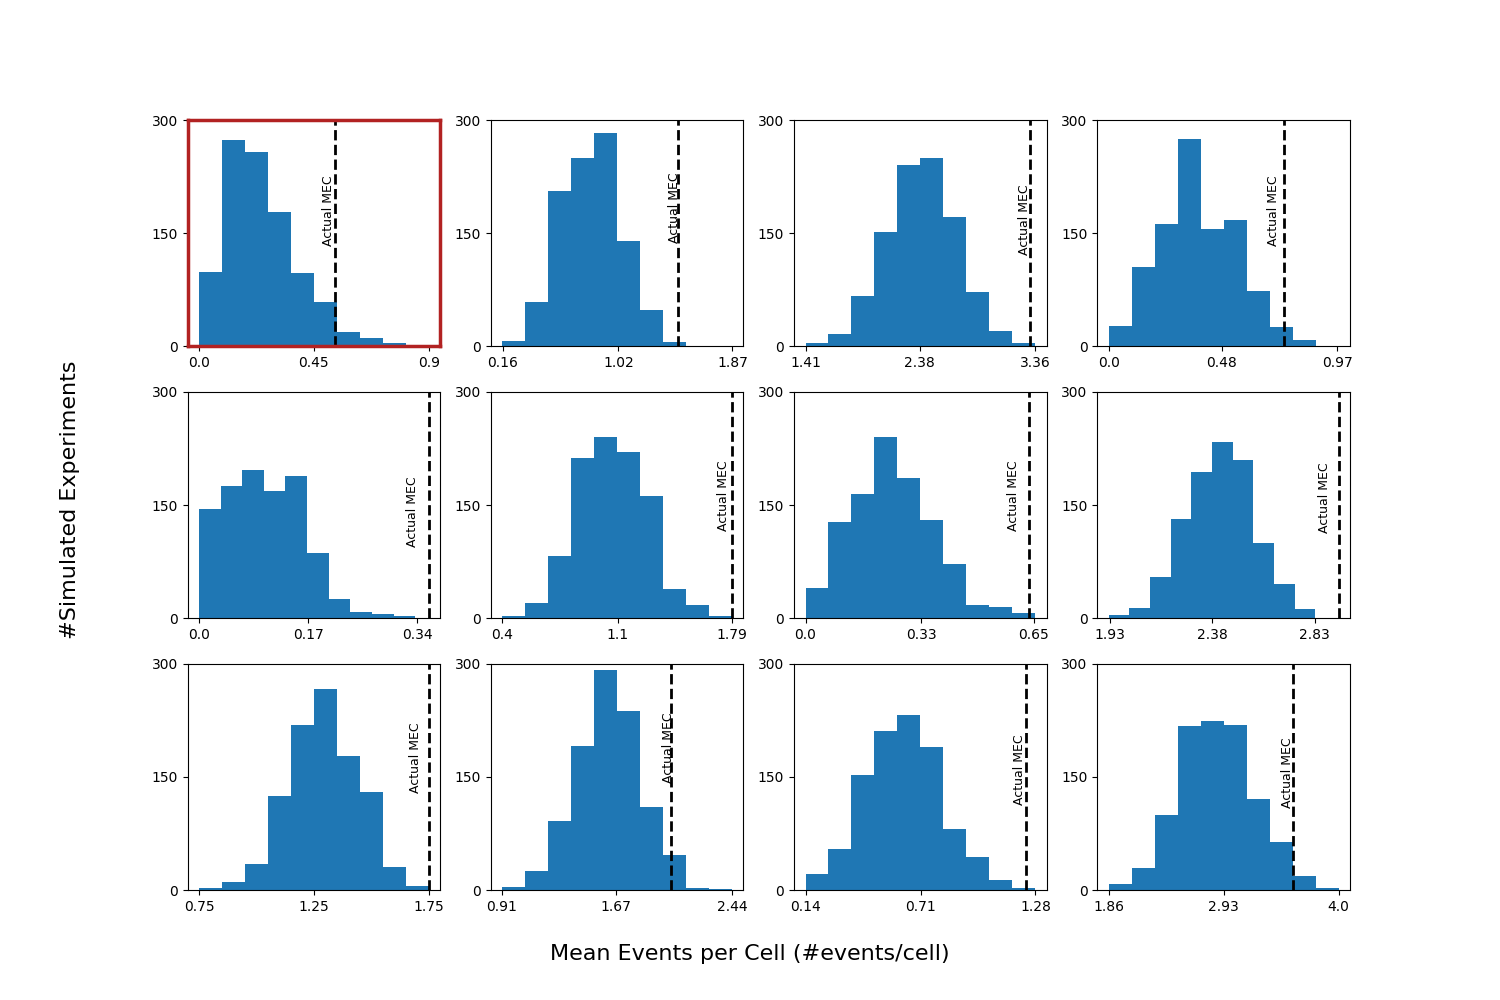 #Simulated Experiments
300
150
0
Actual MEC
0.0 0.45 0.9
300
150
0
Actual MEC
0.16 1.02 1.87
300
150
0
Actual MEC
1.41 2.38 3.36
300
150
0
Actual MEC
0.0 0.48 0.97
300
150
0
Actual MEC
0.0 0.17 0.34
300
150
0
Actual MEC
0.4 1.1 1.79
300
150
0
Actual MEC
0.0 0.33 0.65
300
150
0
Actual MEC
1.93 2.38 2.83
300
150
0
Actual MEC
0.75 1.25 1.75
300
150
0
Actual MEC
0.91 1.67 2.44
300
150
0
Actual MEC
0.14 0.71 1.28
300
150
0
Actual MEC
1.86 2.93 4.0
Mean Events per Cell (#events/cell)